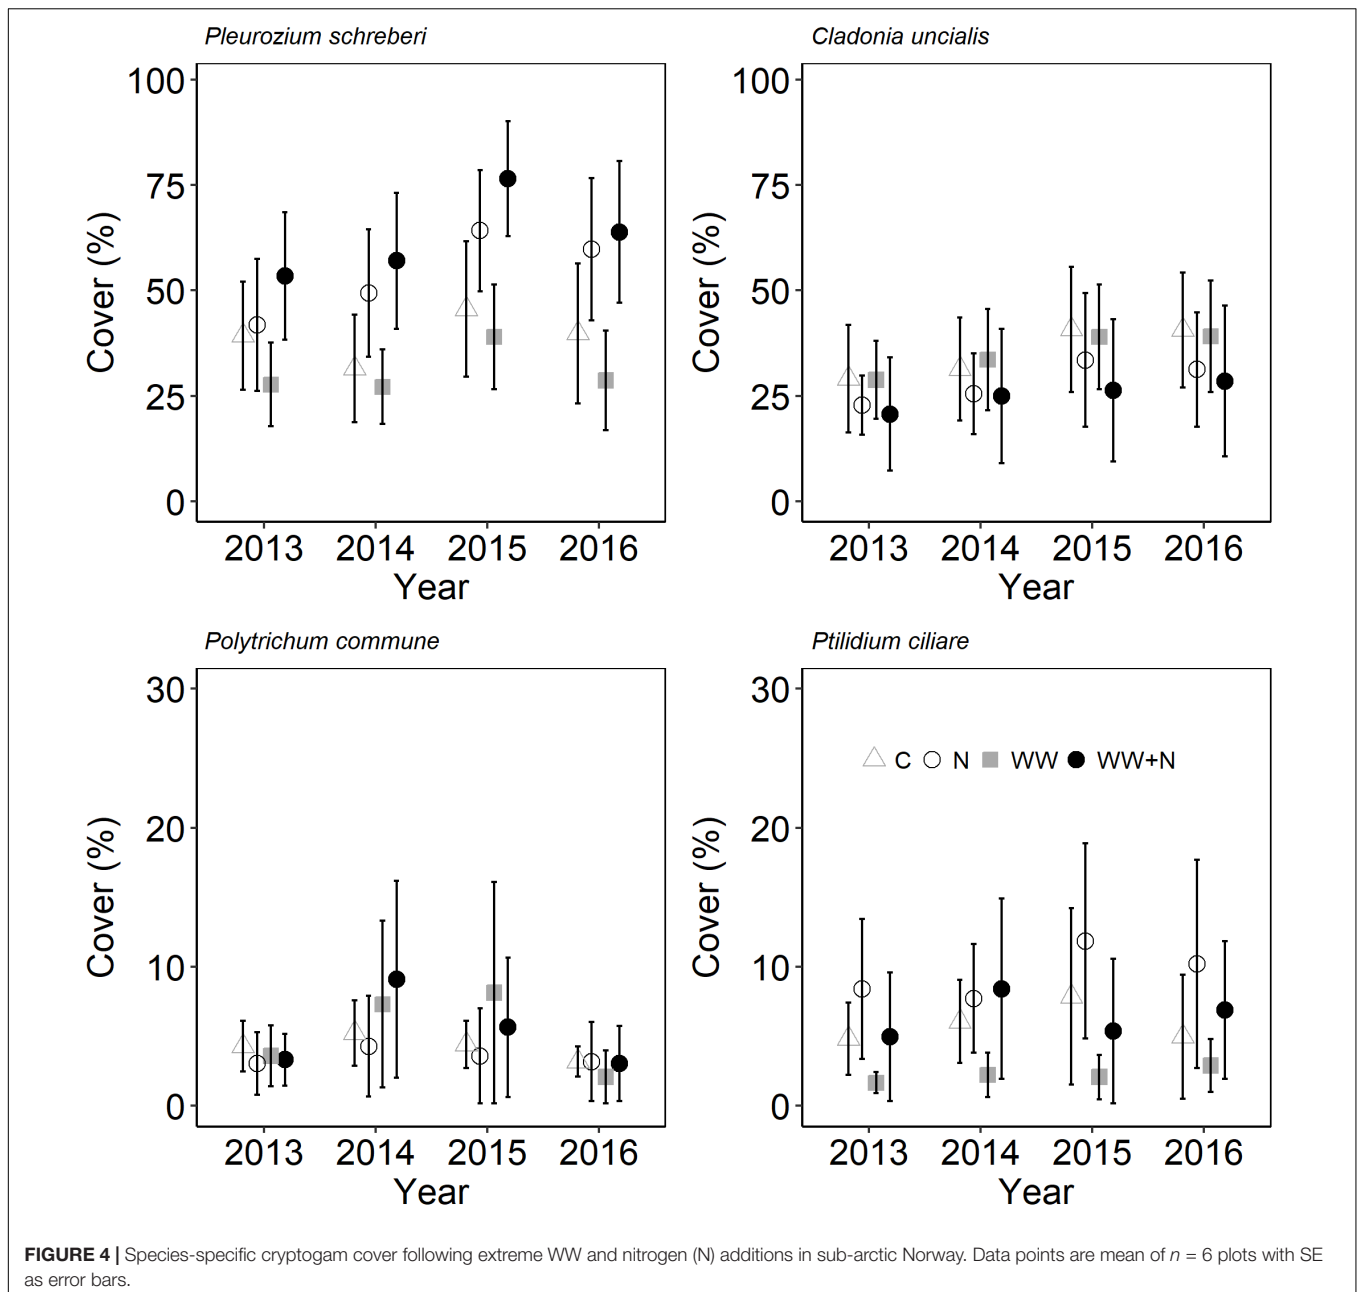 Pleurozium schreberi
100
75
50
25
0
Cover (%)
2013 2014 2015 2016
Year
Cladonia uncialis
100
75
50
25
0
Cover (%)
2013 2014 2015 2016
Year
Polytrichum commune
30
20
10
0
Cover (%)
2013 2014 2015 2016
Year
Ptilidium ciliare
30
20
10
0
Cover (%)
C N WW WW+N
2013 2014 2015 2016
Year
FIGURE 4 | Species-specific cryptogam cover following extreme WW and nitrogen (N) additions in sub-arctic Norway. Data points are mean of n = 6 plots with SE
as error bars.